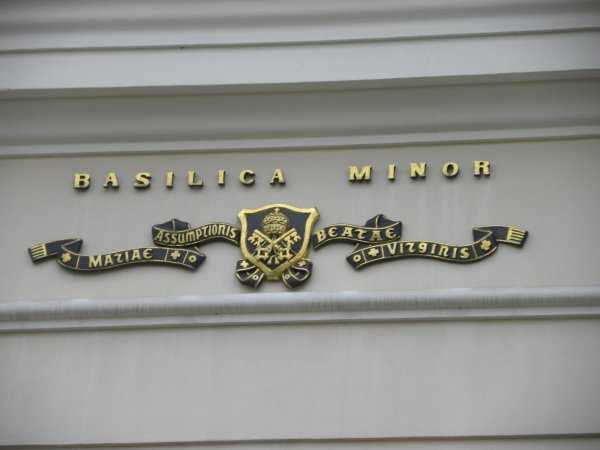 BASILICA MINOR
ASSUMPTIONIS BEATAE
MARIAE VIRGINIS